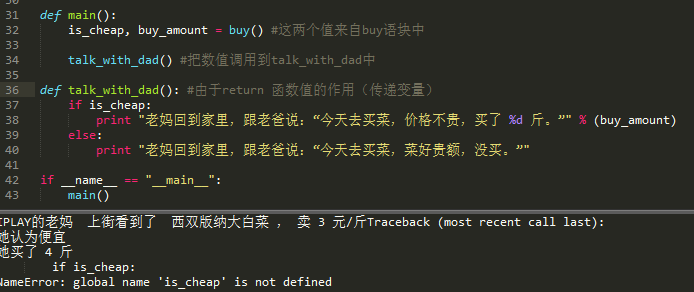 31 def main():
32 is_cheap, buy_amount = buy() #这两个值来自buy语块中
33
34 talk_with_dad() #把数值调用到talk_with_dad中
35
36 def talk_with_dad(): #由于return 函数值的作用（传递变量）
37 if is_cheap:
38 print "老妈回到家里，跟老爸说：“今天去买菜，价格不贵，买了 %d 斤。”" % (buy_amount)
39 else:
40 print "老妈回到家里，跟老爸说：“今天去买菜，菜好贵额，没买。”"
41
42 if __name__ == "__main__":
43 main()
IPLAY的老妈 上街看到了 西双版纳大白菜 ， 卖 3 元/斤Traceback (most recent call last):
她认为便宜
她买了 4 斤
if is_cheap:
NameError: global name 'is_cheap' is not defined